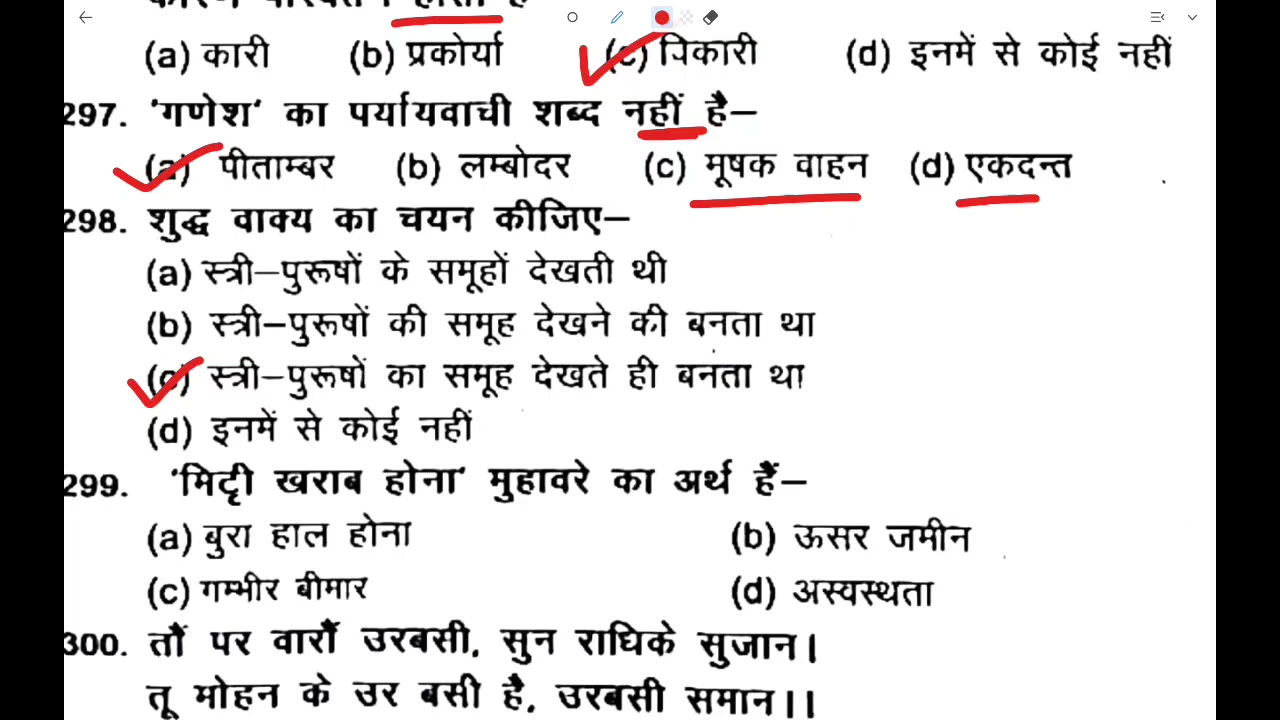 (a) कारी (b) प्रकोर्या (c) विकारी (d) इनमें से कोई नहीं
297. 'गणेश' का पर्यायवाची शब्द नहीं है–
(a) पीताम्बर (b) लम्बोदर (c) मूषक वाहन (d) एकदन्त
298. शुद्ध वाक्य का चयन कीजिए–
(a) स्त्री–पुरूषों के समूहों देखती थी
(b) स्त्री–पुरूषों की समूह देखने की बनता था
(c) स्त्री–पुरूषों का समूह देखते ही बनता था
(d) इनमें से कोई नहीं
299. 'मिट्टी खराब होना' मुहावरे का अर्थ हैं–
(a) बुरा हाल होना (b) ऊसर जमीन
(c) गम्भीर बीमार (d) अस्वस्थता
300. तौं पर वारौं उरबसी, सुन राधिके सुजान।
तू मोहन के उर बसी है, उरबसी समान।।